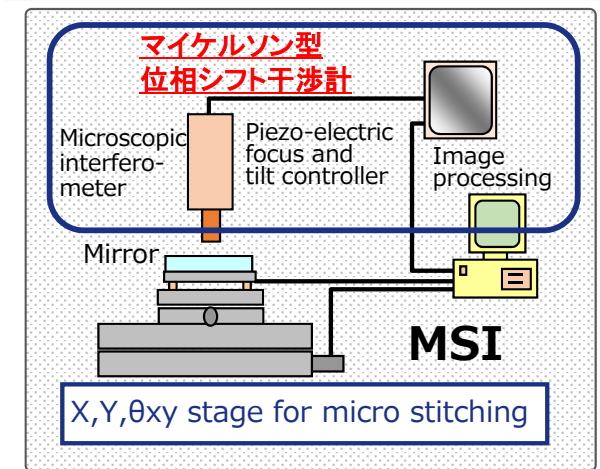 マイケルソン型
位相シフト干渉計
Microscopic
interfero-
meter
Piezo-electric
focus and
tilt controller
Image
processing
Mirror
MSI
X,Y,θxy stage for micro stitching